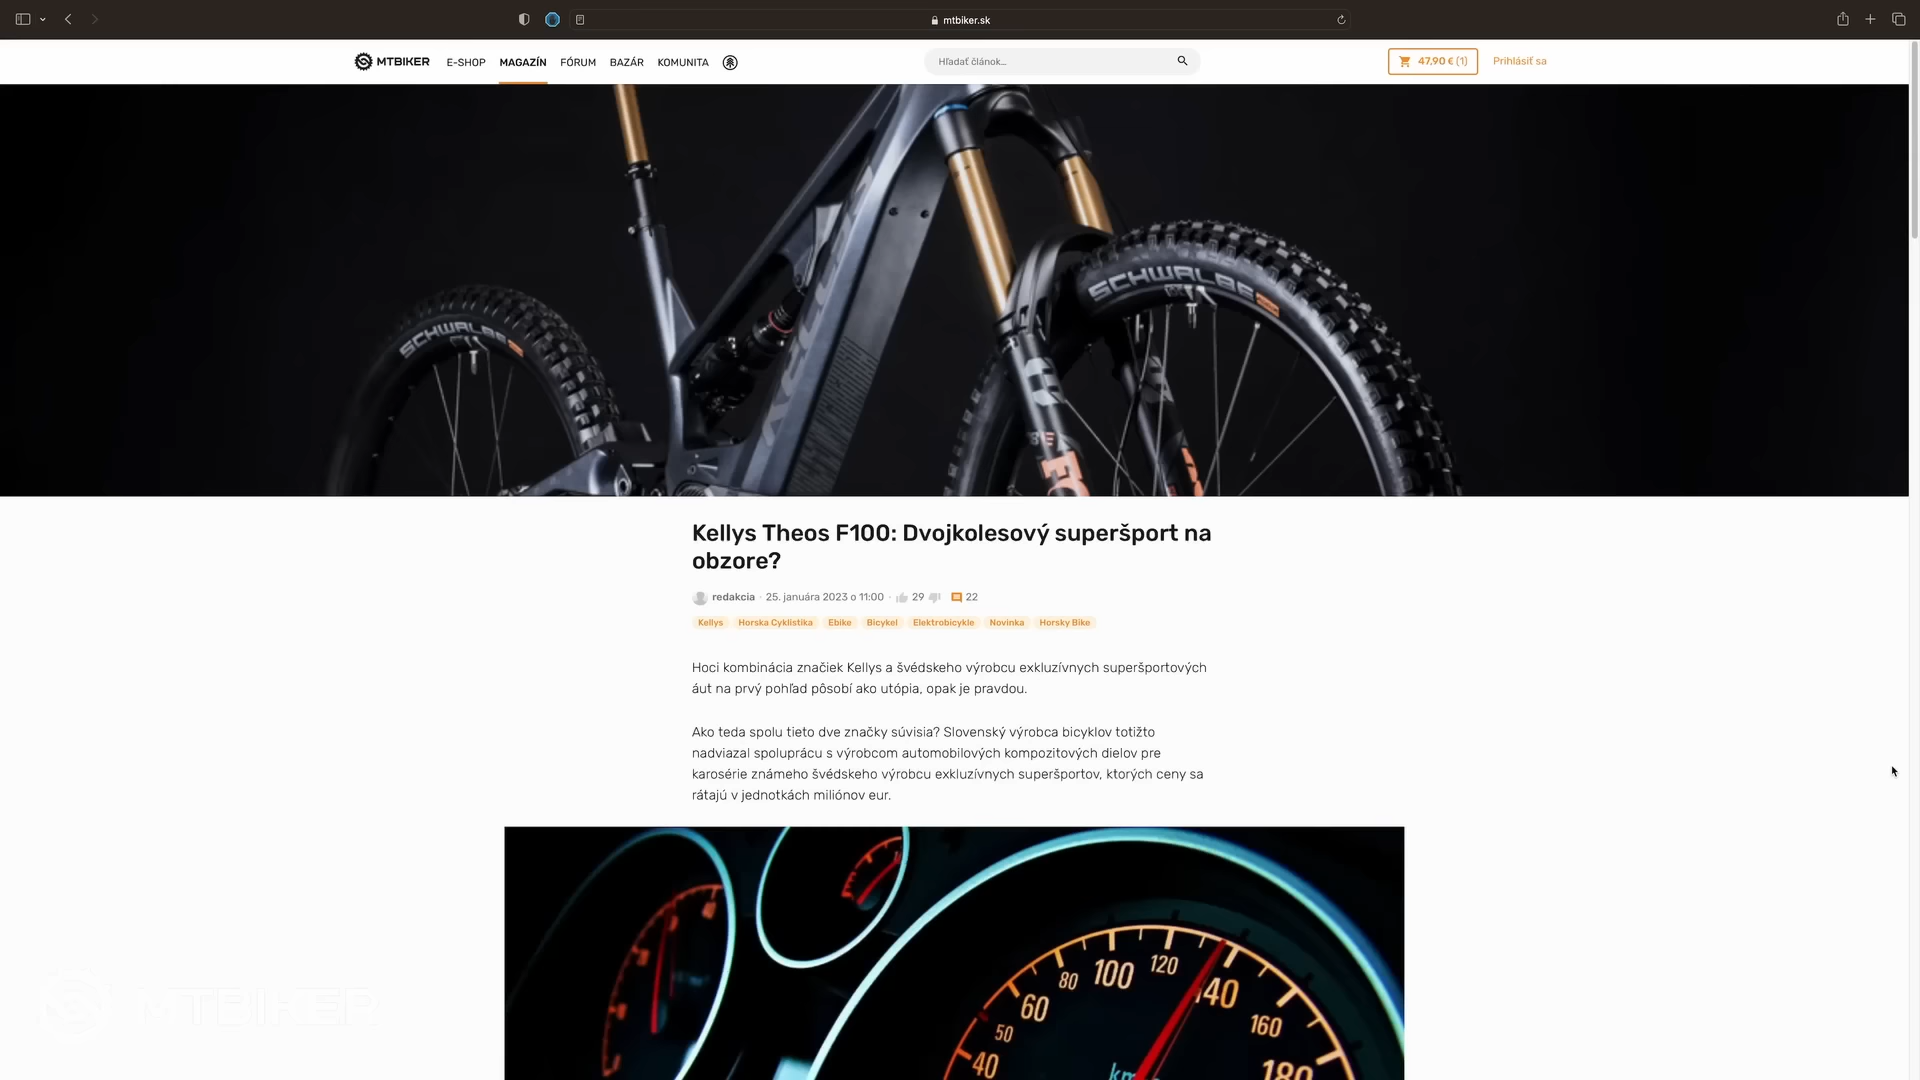 mtbiker.sk
MTBIKER E-SHOP MAGAZÍN FÓRUM BAZÁR KOMUNITA Hľadať článok... 47,90 € (1) Prihlásiť sa
SCHWALBE
SCHWALBE
Kellys Theos F100: Dvojkolesový superšport na
obzore?
redakcia · 25. januára 2023 o 11:00 · 29 22
Kellys Horska Cyklistika Ebike Bicykel Elektrobicykle Novinka Horsky Bike
Hoci kombinácia značiek Kellys a švédskeho výrobcu exkluzívnych superšportových
áut na prvý pohľad pôsobí ako utópia, opak je pravdou.
Ako teda spolu tieto dve značky súvisia? Slovenský výrobca bicyklov totižto
nadviazal spoluprácu s výrobcom automobilových kompozitových dielov pre
karosérie známeho švédskeho výrobcu exkluzívnych superšportov, ktorých ceny sa
rátajú v jednotkách miliónov eur.
40
50
60
80
100
120
140
160
180
MTBIKER